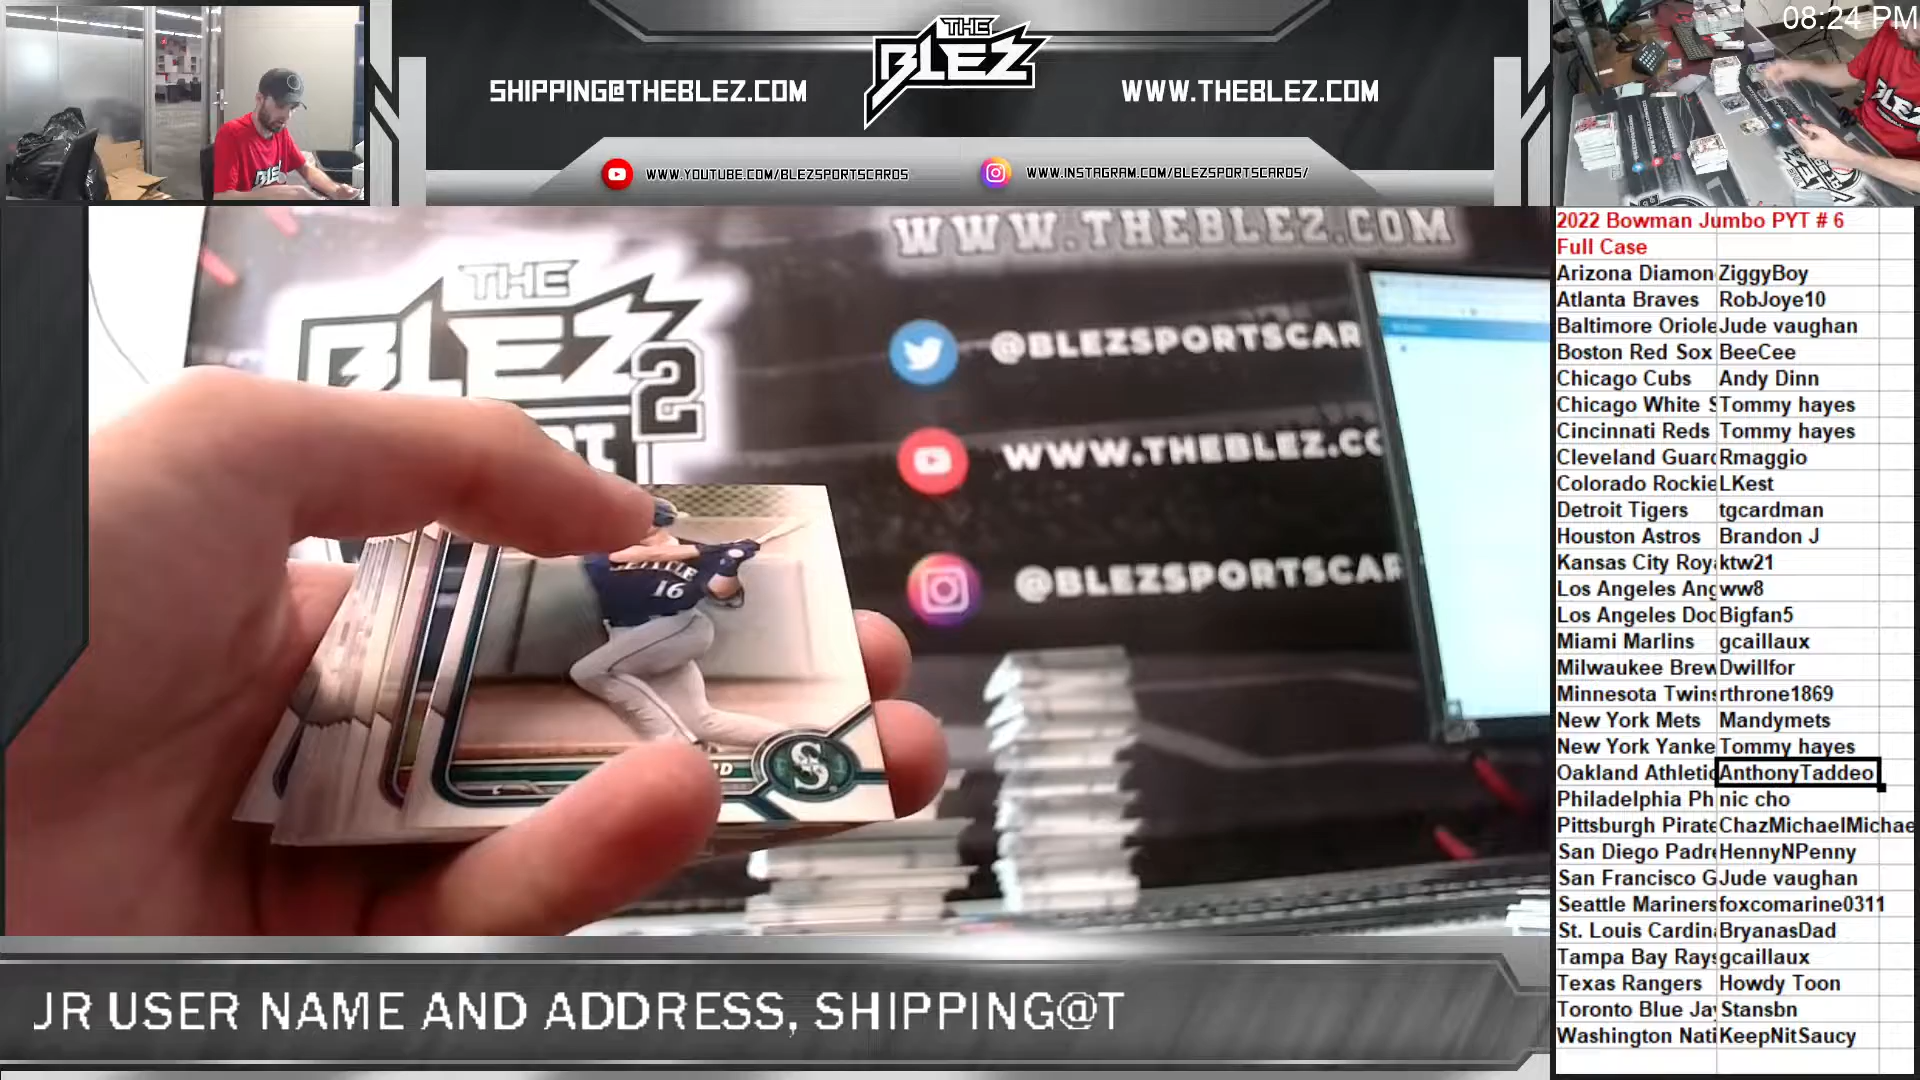 08:24 PM
THE
BLEZ
SHIPPING@THEBLEZ.COM
WWW.THEBLEZ.COM
WWW.YOUTUBE.COM/BLEZSPORTSCARDS
WWW.INSTAGRAM.COM/BLEZSPORTSCARDS/
WWW.THEBLEZ.COM
THE
BLEZ
2
@BLEZSPORTSCAR
WWW.THEBLEZ.CO
@BLEZSPORTSCAR
16
S
2022 Bowman Jumbo PYT # 6
Full Case
Arizona Diamon ZiggyBoy
Atlanta Braves RobJoye10
Baltimore Oriole Jude vaughan
Boston Red Sox BeeCee
Chicago Cubs Andy Dinn
Chicago White S Tommy hayes
Cincinnati Reds Tommy hayes
Cleveland Guard Rmaggio
Colorado Rockie LKest
Detroit Tigers tgcardman
Houston Astros Brandon J
Kansas City Roya ktw21
Los Angeles Ang ww8
Los Angeles Dod Bigfan5
Miami Marlins gcaillaux
Milwaukee Brew Dwillfor
Minnesota Twins rthrone1869
New York Mets Mandymets
New York Yanke Tommy hayes
Oakland Athletic AnthonyTaddeo
Philadelphia Ph nic cho
Pittsburgh Pirate ChazMichaelMichae
San Diego Padre HennyNPenny
San Francisco G Jude vaughan
Seattle Mariners foxcomarine0311
St. Louis Cardina BryanasDad
Tampa Bay Rays gcaillaux
Texas Rangers Howdy Toon
Toronto Blue Jay Stansbn
Washington Nati KeepNitSaucy
JR USER NAME AND ADDRESS, SHIPPING@T